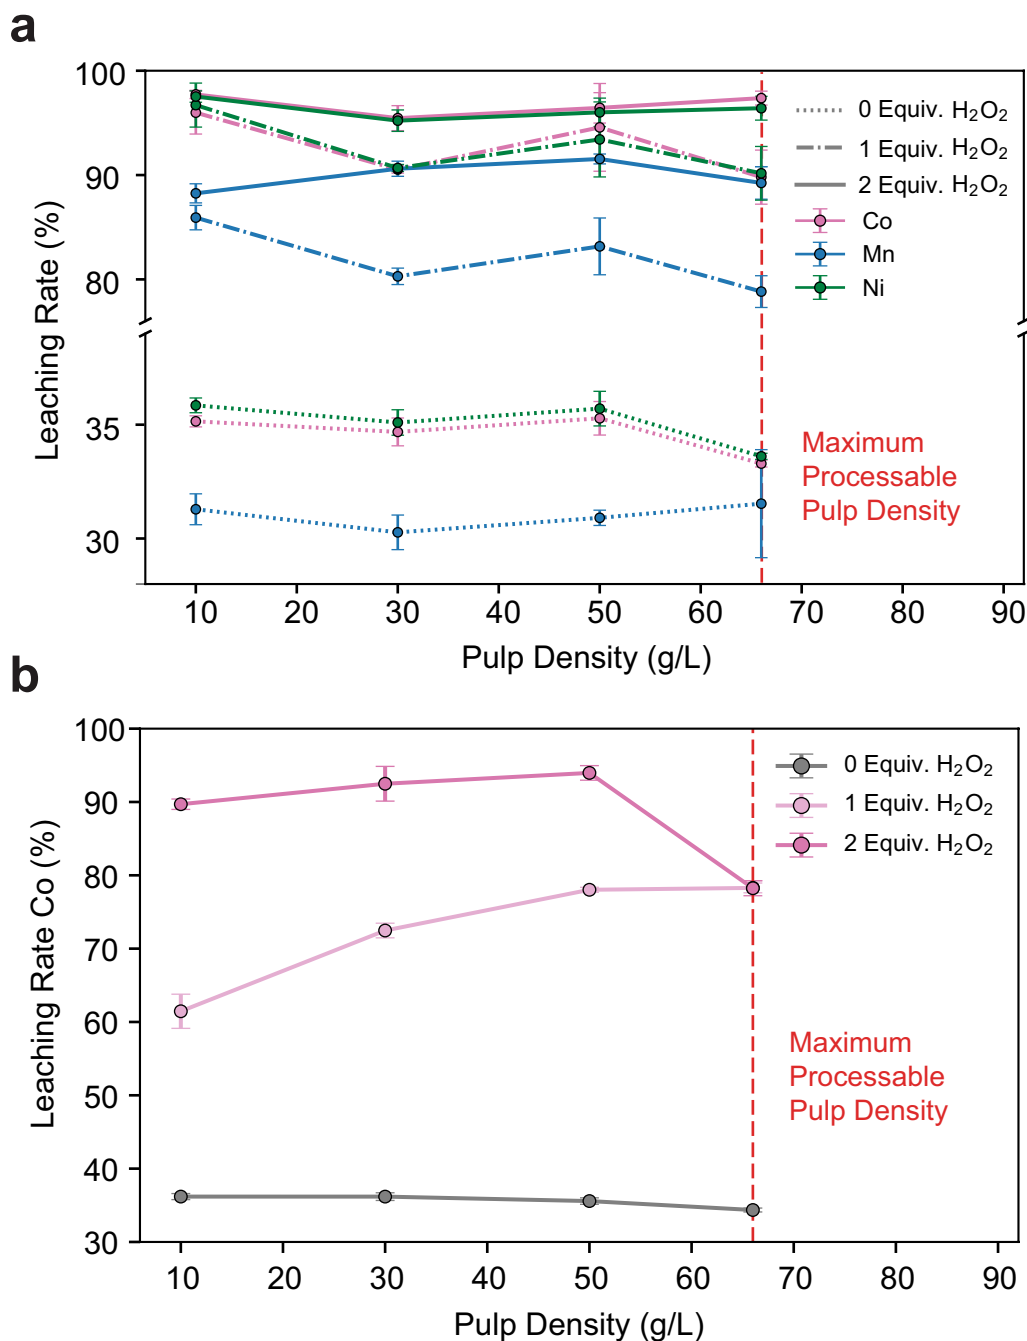 a
100
90
80
35
30
Leaching Rate (%)
0 Equiv. H₂O₂
1 Equiv. H₂O₂
2 Equiv. H₂O₂
Co
Mn
Ni
Maximum
Processable
Pulp Density
10 20 30 40 50 60 70 80 90
Pulp Density (g/L)
b
100
90
80
70
60
50
40
30
Leaching Rate Co (%)
0 Equiv. H₂O₂
1 Equiv. H₂O₂
2 Equiv. H₂O₂
Maximum
Processable
Pulp Density
10 20 30 40 50 60 70 80 90
Pulp Density (g/L)